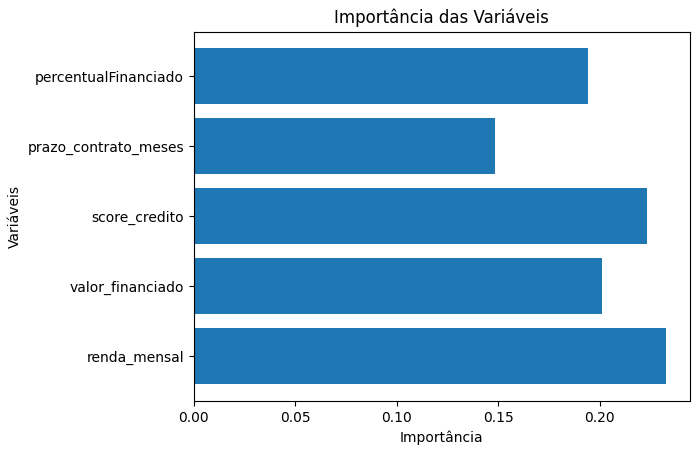 Importância das Variáveis
Variáveis
percentualFinanciado
prazo_contrato_meses
score_credito
valor_financiado
renda_mensal
0.00 0.05 0.10 0.15 0.20
Importância